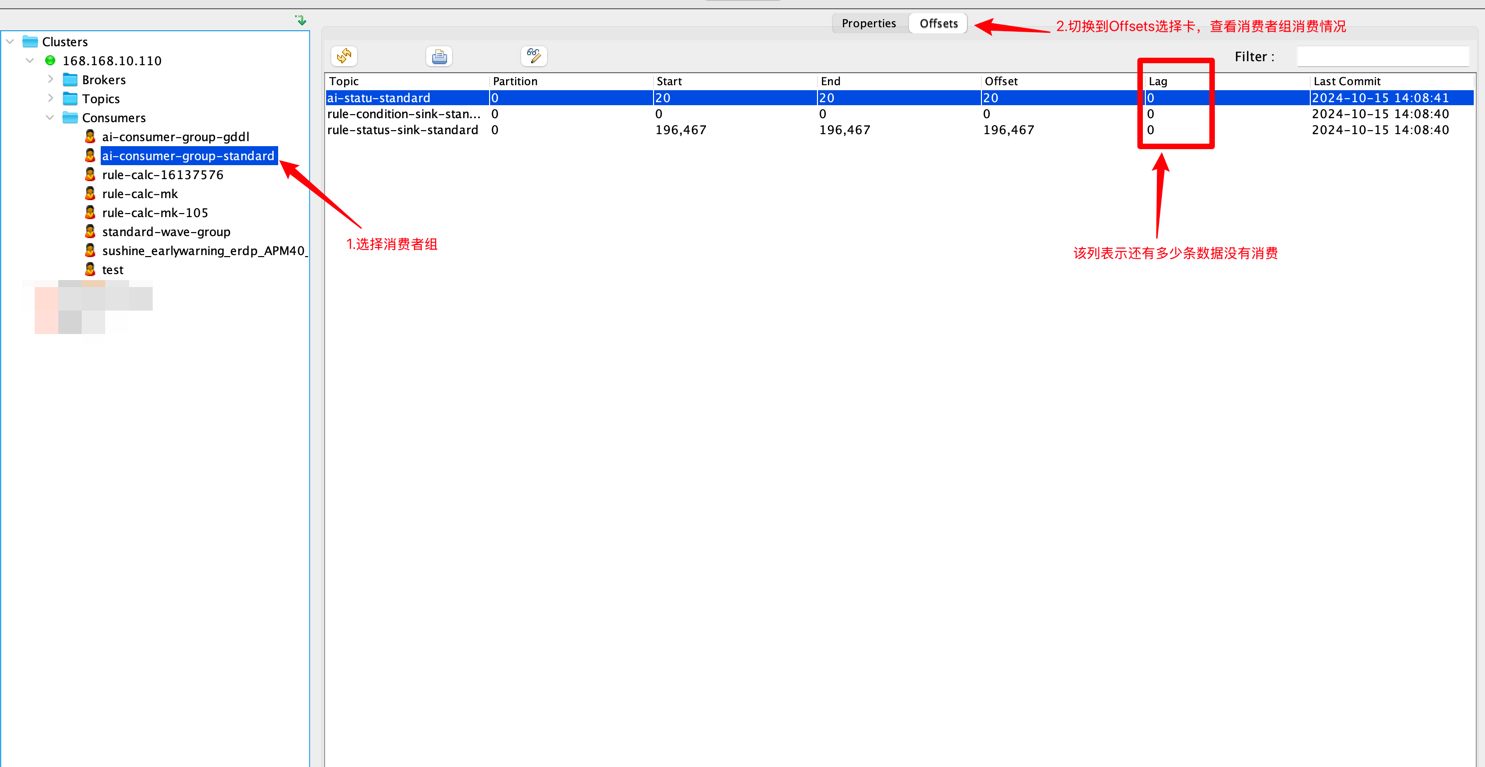 Properties
Offsets
2.切换到Offsets选择卡，查看消费者组消费情况
Clusters
168.168.10.110
Brokers
Topics
Consumers
ai-consumer-group-gddl
ai-consumer-group-standard
rule-calc-16137576
rule-calc-mk
rule-calc-mk-105
standard-wave-group
sushine_earlywarning_erdp_APM40_
test
1.选择消费者组
Filter :
Topic Partition Start End Offset Lag Last Commit
ai-statu-standard 0 20 20 20 0 2024-10-15 14:08:41
rule-condition-sink-stan... 0 0 0 0 0 2024-10-15 14:08:40
rule-status-sink-standard 0 196,467 196,467 196,467 0 2024-10-15 14:08:40
该列表示还有多少条数据没有消费